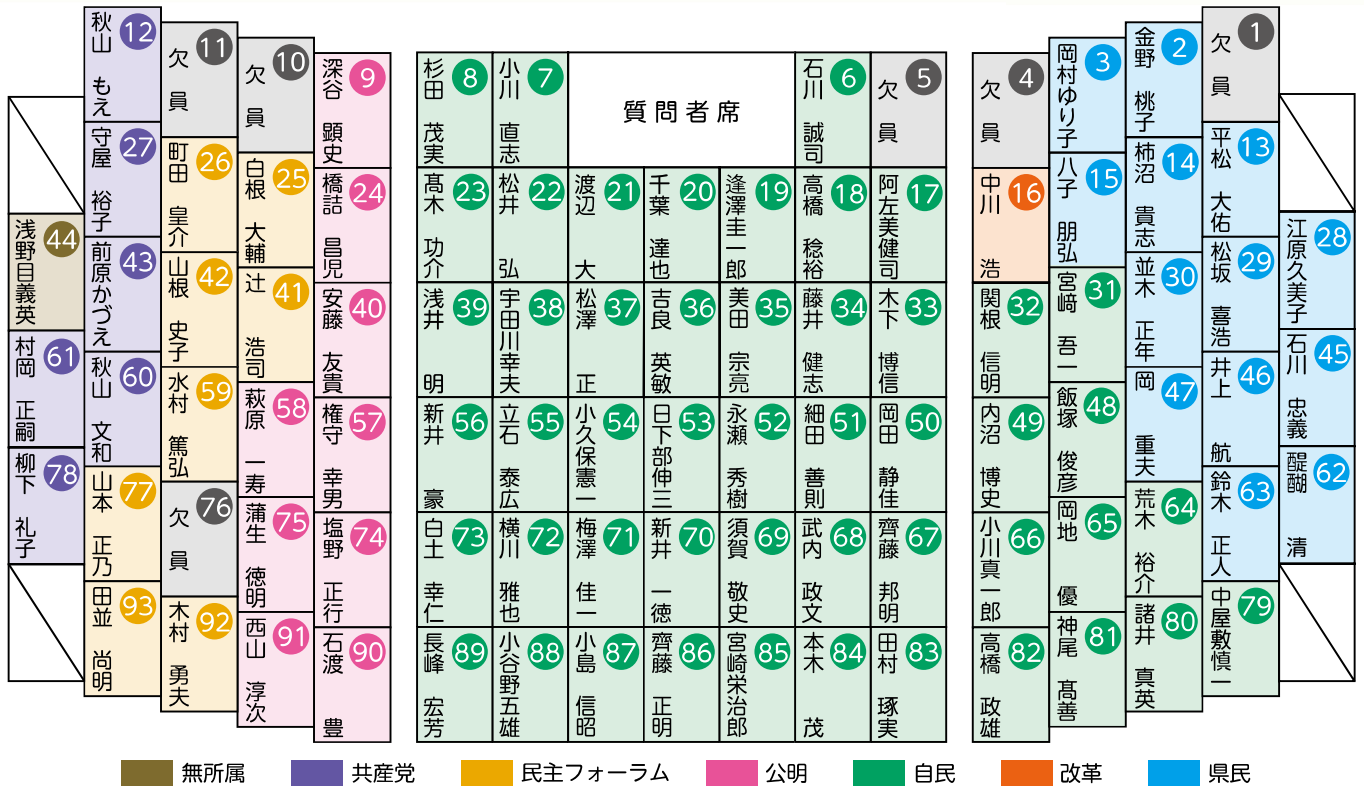 1 欠員
2 金野 桃子
3 岡村ゆり子
4 欠員
5 欠員
6 石川 誠司
質問者席
7 小川 直志
8 杉田 茂実
9 深谷 顕史
10 欠員
11 欠員
12 秋山 もえ
13 平松 大佑
14 柿沼 貴志
15 八子 朋弘
16 中川 浩
17 阿左美健司
18 高橋 稔裕
19 逢澤圭一郎
20 千葉 達也
21 渡辺 大
22 松井 弘
23 髙木 功介
24 橋詰 昌児
25 白根 大輔
26 町田 皇介
27 守屋 裕子
28 江原久美子
29 松坂 喜浩
30 並木 正年
31 宮﨑 吾一
32 関根 信明
33 木下 博信
34 藤井 健志
35 美田 宗亮
36 吉良 英敏
37 松澤 正
38 宇田川幸夫
39 浅井 明
40 安藤 友貴
41 辻 浩司
42 山根 史子
43 前原かづえ
44 浅野目義英
45 石川 忠義
46 井上 航
47 岡 重夫
48 飯塚 俊彦
49 内沼 博史
50 岡田 静佳
51 細田 善則
52 永瀬 秀樹
53 日下部伸三
54 小久保憲一
55 立石 泰広
56 新井 豪
57 権守 幸男
58 萩原 一寿
59 水村 篤弘
60 秋山 文和
61 村岡 正嗣
62 醍醐 清
63 鈴木 正人
64 荒木 裕介
65 岡地 優
66 小川真一郎
67 齊藤 邦明
68 武内 政文
69 須賀 敬史
70 新井 一徳
71 梅澤 佳一
72 横川 雅也
73 白土 幸仁
74 塩野 正行
75 蒲生 徳明
76 欠員
77 山本 正乃
78 柳下 礼子
79 中屋敷慎一
80 諸井 真英
81 神尾 髙善
82 高橋 政雄
83 田村 琢実
84 本木 茂
85 宮崎栄治郎
86 齊藤 正明
87 小島 信昭
88 小谷野五雄
89 長峰 宏芳
90 石渡 豊
91 西山 淳次
92 木村 勇夫
93 田並 尚明
無所属
共産党
民主フォーラム
公明
自民
改革
県民